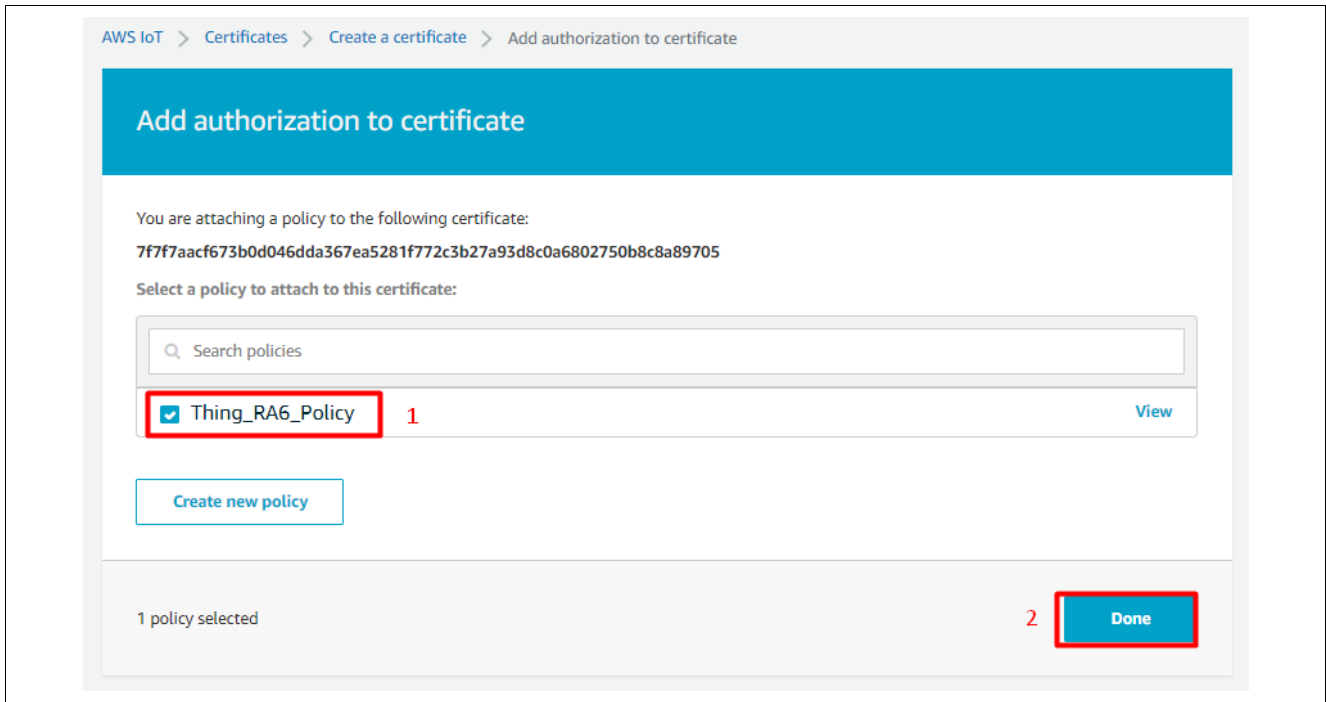 AWS IoT > Certificates > Create a certificate > Add authorization to certificate
Add authorization to certificate
You are attaching a policy to the following certificate:
7f7f7aacf673b0d046dda367ea5281f772c3b27a93d8c0a6802750b8c8a89705
Select a policy to attach to this certificate:
Search policies
Thing_RA6_Policy 1 View
Create new policy
1 policy selected 2 Done